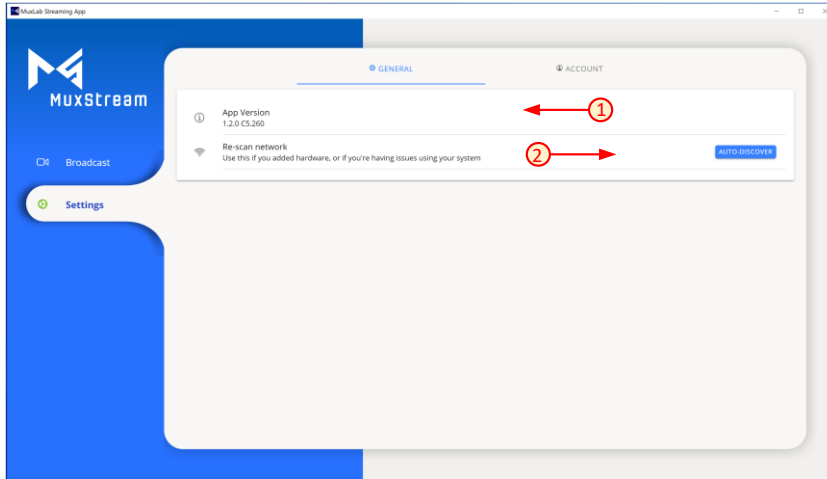 MuxLab Streaming App
MuxStream
GENERAL
ACCOUNT
App Version
1.2.0 C5.260
1
Re-scan network
Use this if you added hardware, or if you're having issues using your system
2
AUTO-DISCOVER
Broadcast
Settings